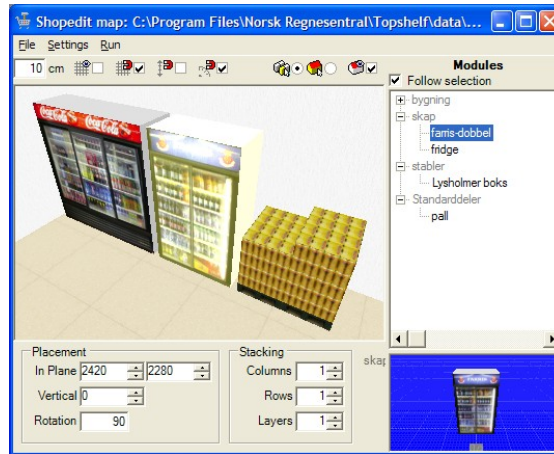 Shopedit map: C:\Program Files\Norsk Regnesentral\Topshelf\data\...
File Settings Run
10 cm
Modules
Follow selection
bygning
skap
farris-dobbel
fridge
stabler
Lysholmer boks
Standarddeler
pall
Coca-Cola Coca-Cola
Placement
In Plane 2420 2280
Vertical 0
Rotation 90
Stacking
Columns 1
Rows 1
Layers 1
skap